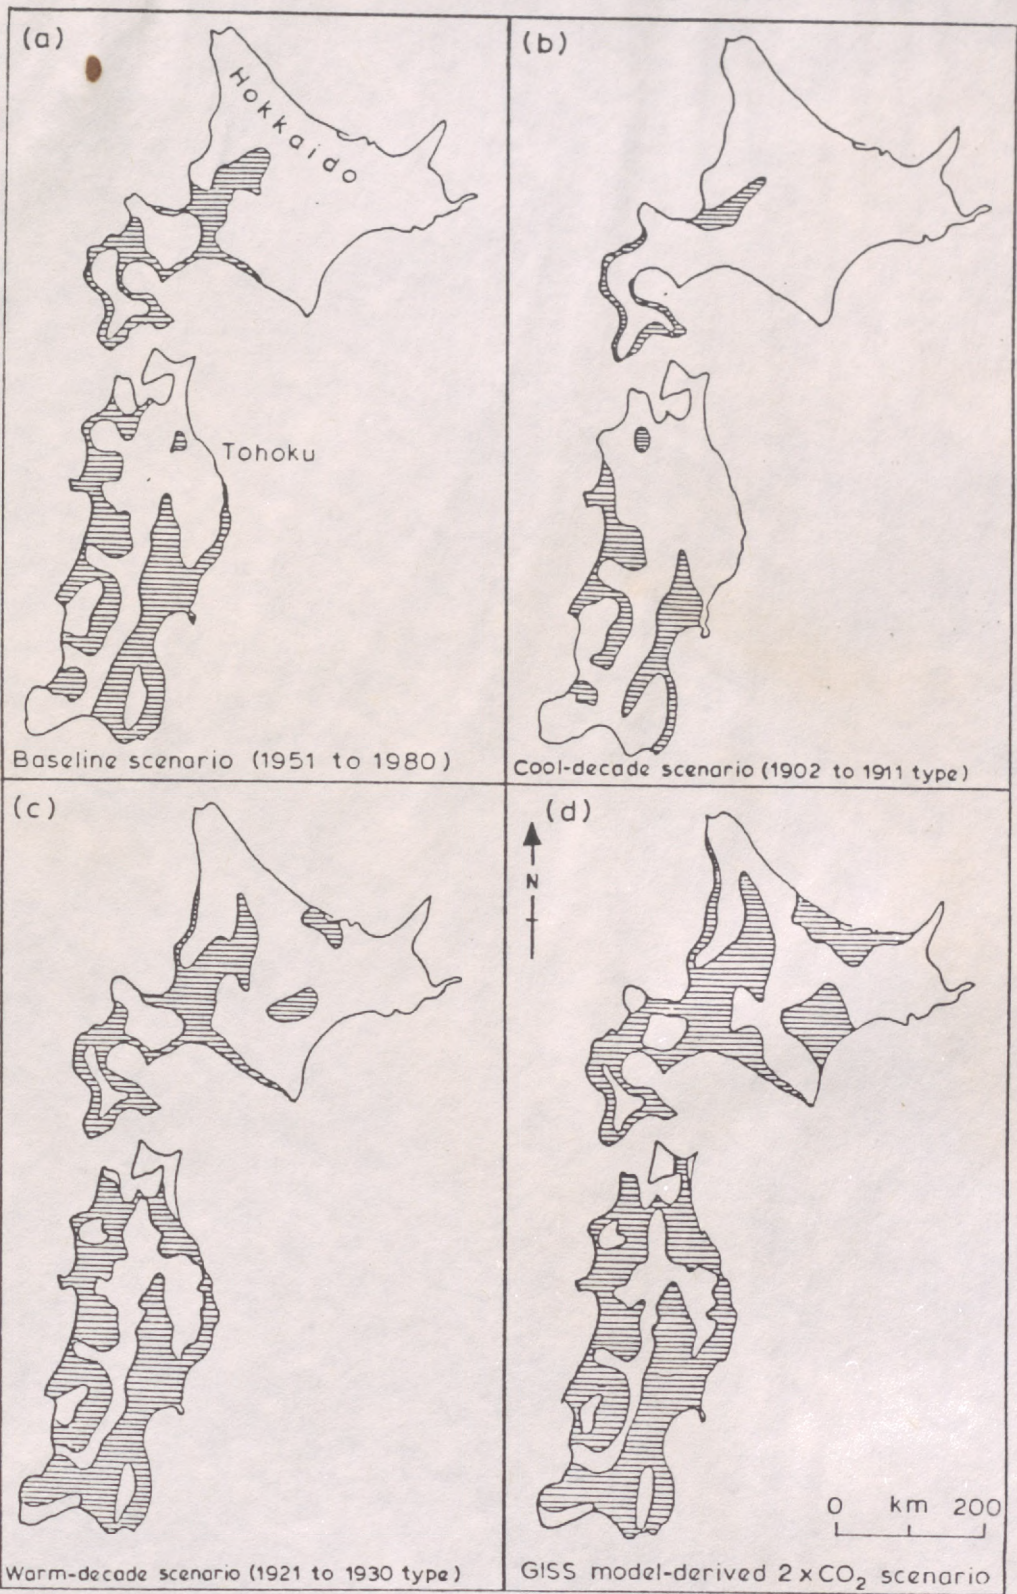 (a)
Hokkaido
Tohoku
Baseline scenario (1951 to 1980)
(b)
Cool-decade scenario (1902 to 1911 type)
(c)
Warm-decade scenario (1921 to 1930 type)
(d)
N
0 km 200
GISS model-derived 2 x CO₂ scenario